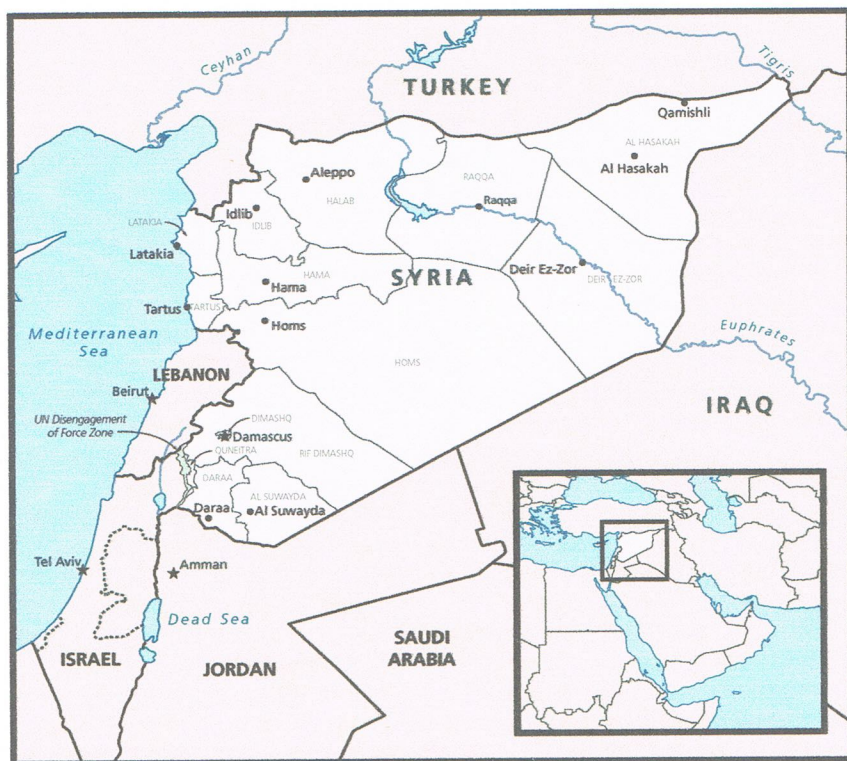 Ceyhan
Tigris
TURKEY
Qamishli
AL HASAKAH
Al Hasakah
Aleppo
HALAB
RAQQA
Raqqa
Idlib
IDLIB
LATAKIA
Latakia
HAMA
Hama
SYRIA
Deir Ez-Zor
DEIR EZ-ZOR
Tartus
TARTUS
Homs
HOMS
Mediterranean
Sea
Euphrates
LEBANON
Beirut
IRAQ
UN Disengagement
of Force Zone
DIMASHQ
Damascus
QUNEITRA
RIF DIMASHQ
DARAA
Daraa
AL SUWAYDA
Al Suwayda
Tel Aviv
Amman
Dead Sea
ISRAEL
JORDAN
SAUDI
ARABIA